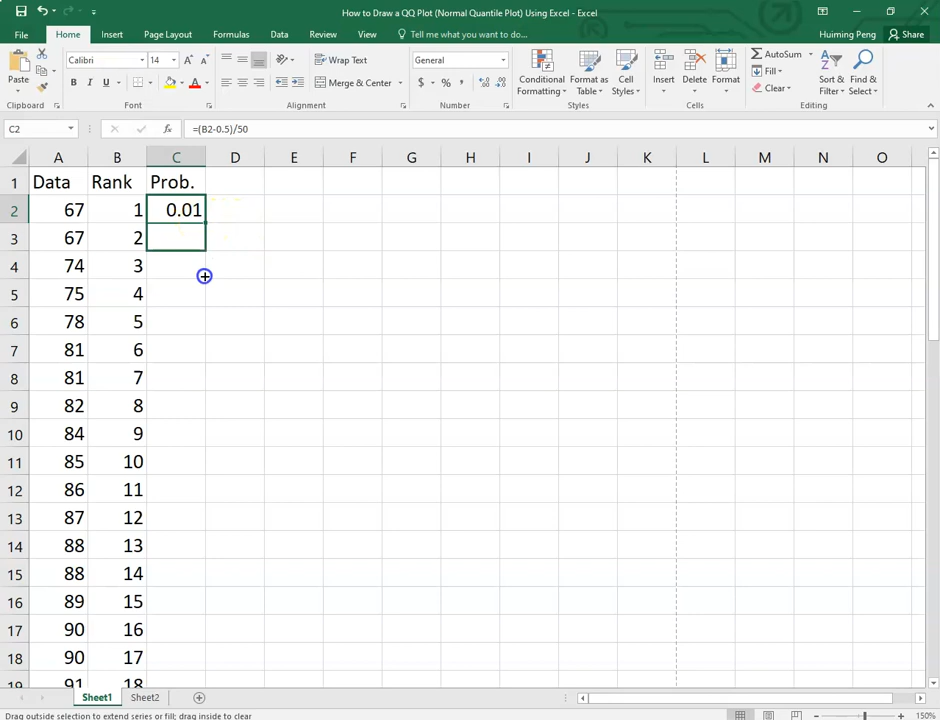 How to Draw a QQ Plot (Normal Quantile Plot) Using Excel - Excel
File Home Insert Page Layout Formulas Data Review View Tell me what you want to do... Huiming Peng Share
Calibri 14 Wrap Text General AutoSum
Paste Merge & Center Conditional Formatting Format as Table Cell Styles Insert Delete Format Fill Clear Sort & Filter Find & Select
B I U A $ %
Clipboard Font Alignment Number Styles Cells Editing
C2 fx =(B2-0.5)/50
A B C D E F G H I J K L M N O
1 Data Rank Prob.
2 67 1 0.01
3 67 2
4 74 3
5 75 4
6 78 5
7 81 6
8 81 7
9 82 8
10 84 9
11 85 10
12 86 11
13 87 12
14 88 13
15 88 14
16 89 15
17 90 16
18 90 17
19 91 18
Sheet1 Sheet2
Drag outside selection to extend series or fill; drag inside to clear 150%